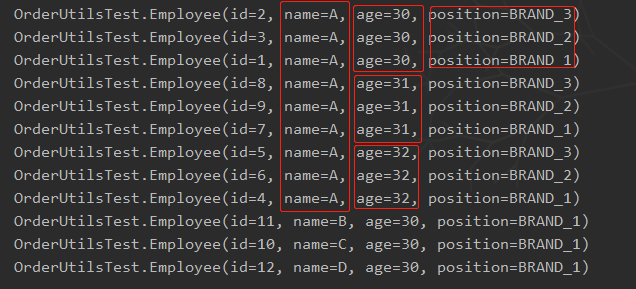 OrderUtilsTest.Employee(id=2, name=A, age=30, position=BRAND_3)
OrderUtilsTest.Employee(id=3, name=A, age=30, position=BRAND_2)
OrderUtilsTest.Employee(id=1, name=A, age=30, position=BRAND_1)
OrderUtilsTest.Employee(id=8, name=A, age=31, position=BRAND_3)
OrderUtilsTest.Employee(id=9, name=A, age=31, position=BRAND_2)
OrderUtilsTest.Employee(id=7, name=A, age=31, position=BRAND_1)
OrderUtilsTest.Employee(id=5, name=A, age=32, position=BRAND_3)
OrderUtilsTest.Employee(id=6, name=A, age=32, position=BRAND_2)
OrderUtilsTest.Employee(id=4, name=A, age=32, position=BRAND_1)
OrderUtilsTest.Employee(id=11, name=B, age=30, position=BRAND_1)
OrderUtilsTest.Employee(id=10, name=C, age=30, position=BRAND_1)
OrderUtilsTest.Employee(id=12, name=D, age=30, position=BRAND_1)